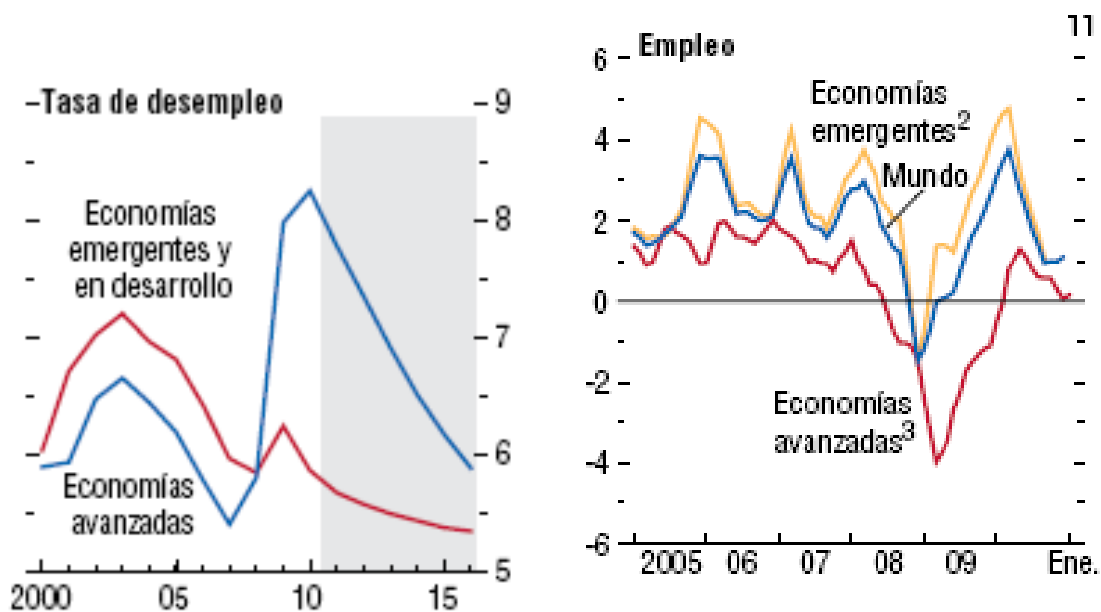 Tasa de desempleo
9
8
7
6
5
Economías
emergentes y
en desarrollo
Economías
avanzadas
2000 05 10 15
11
Empleo
6
4
2
0
-2
-4
-6
Economías
emergentes2
Mundo
Economías
avanzadas3
2005 06 07 08 09 Ene.